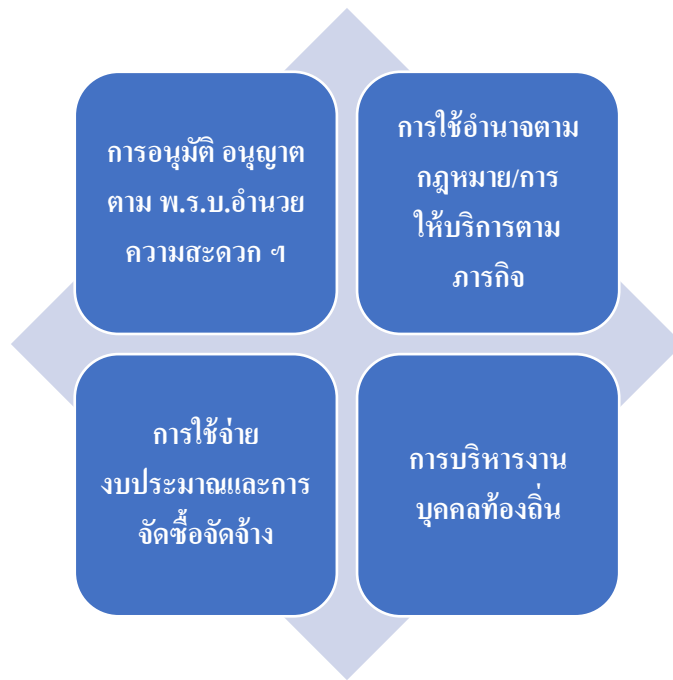 การอนุมัติ อนุญาต
ตาม พ.ร.บ.อำนวย
ความสะดวก ฯ
การใช้อำนาจตาม
กฎหมาย/การ
ให้บริการตาม
ภารกิจ
การใช้จ่าย
งบประมาณและการ
จัดซื้อจัดจ้าง
การบริหารงาน
บุคคลท้องถิ่น